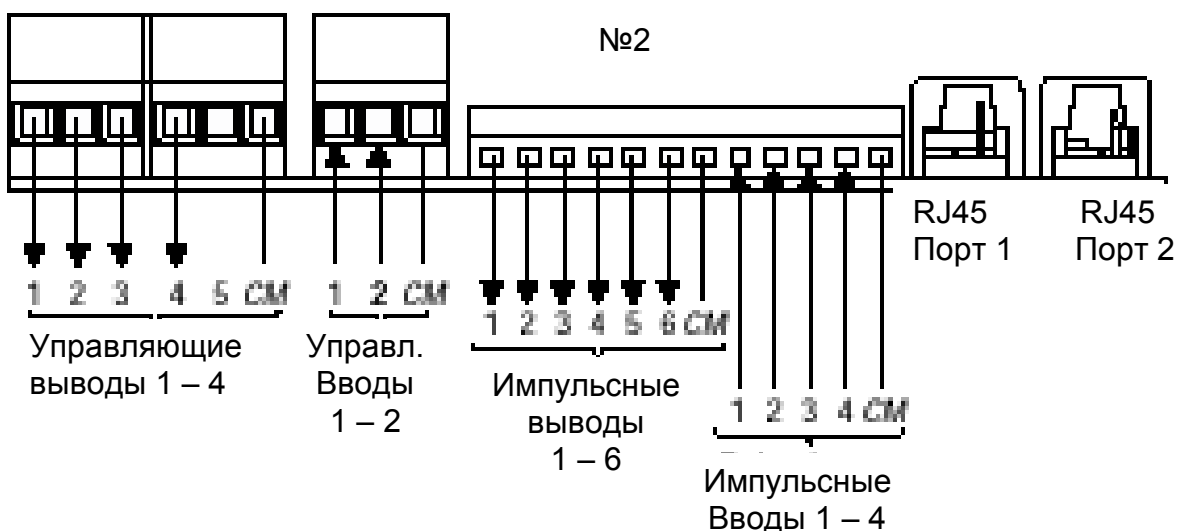 №2
RJ45
Порт 1
RJ45
Порт 2
1 2 3 4 5 CM
Управляющие
выводы 1 – 4
1 2 CM
Управл.
Вводы
1 – 2
1 2 3 4 5 6 CM
Импульсные
выводы
1 – 6
1 2 3 4 CM
Импульсные
Вводы 1 – 4